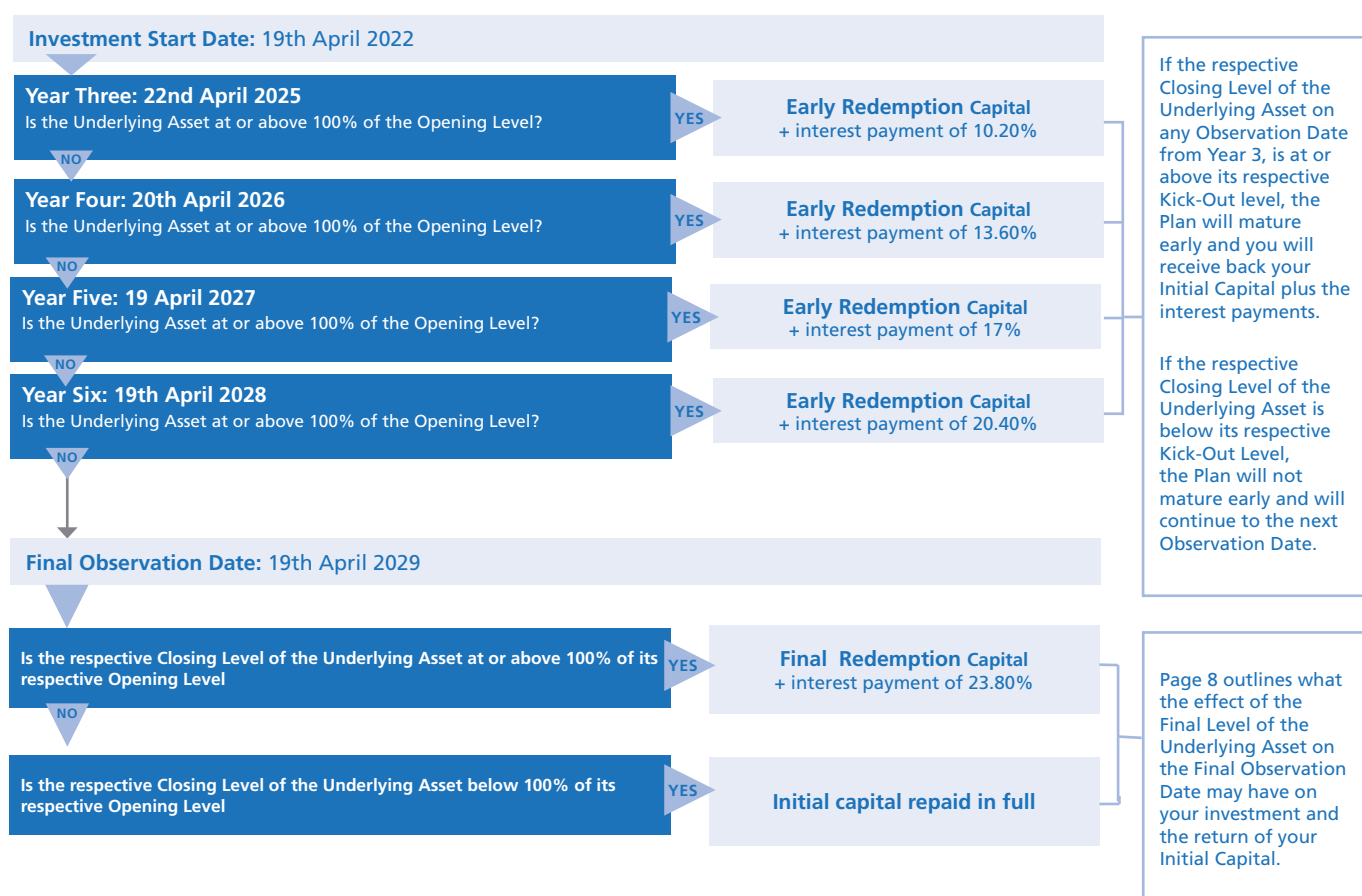 Investment Start Date: 19th April 2022
Year Three: 22nd April 2025
Is the Underlying Asset at or above 100% of the Opening Level?
YES
Early Redemption Capital
+ interest payment of 10.20%
NO
Year Four: 20th April 2026
Is the Underlying Asset at or above 100% of the Opening Level?
YES
Early Redemption Capital
+ interest payment of 13.60%
NO
Year Five: 19 April 2027
Is the Underlying Asset at or above 100% of the Opening Level?
YES
Early Redemption Capital
+ interest payment of 17%
NO
Year Six: 19th April 2028
Is the Underlying Asset at or above 100% of the Opening Level?
YES
Early Redemption Capital
+ interest payment of 20.40%
NO
If the respective
Closing Level of the
Underlying Asset on
any Observation Date
from Year 3, is at or
above its respective
Kick-Out level, the
Plan will mature
early and you will
receive back your
Initial Capital plus the
interest payments.
If the respective
Closing Level of the
Underlying Asset is
below its respective
Kick-Out Level,
the Plan will not
mature early and will
continue to the next
Observation Date.
Final Observation Date: 19th April 2029
Is the respective Closing Level of the Underlying Asset at or above 100% of its
respective Opening Level
YES
Final Redemption Capital
+ interest payment of 23.80%
NO
Is the respective Closing Level of the Underlying Asset below 100% of its
respective Opening Level
YES
Initial capital repaid in full
Page 8 outlines what
the effect of the
Final Level of the
Underlying Asset on
the Final Observation
Date may have on
your investment and
the return of your
Initial Capital.